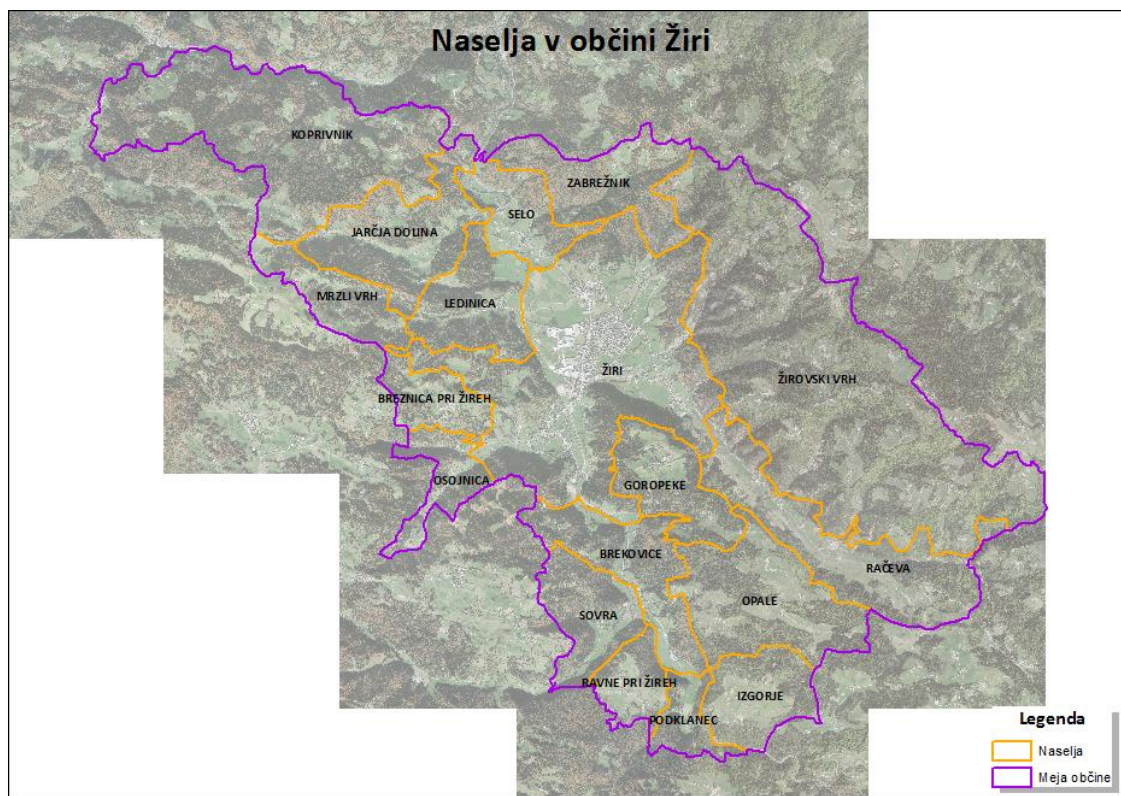 Naselja v občini Žiri
KOPRIVNIK
ZABREŽNIK
SELO
JARČJA DOLINA
MRZLI VRH
LEDINICA
ŽIRI
ŽIROVSKI VRH
BREZNICA PRI ŽIREH
OSOJNICA
GOROPEKE
BREKOVICE
RAČEVA
OPALE
SOVRA
RAVNE PRI ŽIREH
IZGORJE
PODKLANEC
Legenda
Naselja
Meja občine